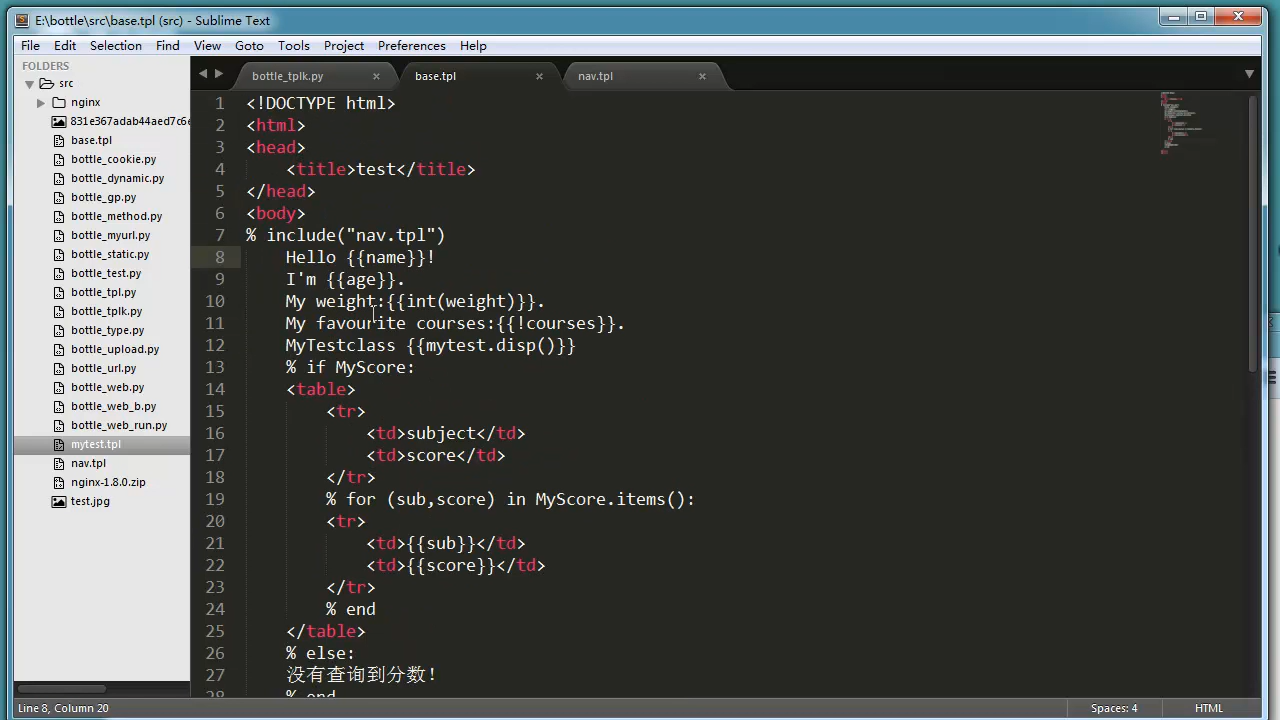 E:\bottle\src\base.tpl (src) - Sublime Text
File Edit Selection Find View Goto Tools Project Preferences Help
FOLDERS
src
nginx
831e367adab44aed7c6e
base.tpl
bottle_cookie.py
bottle_dynamic.py
bottle_gp.py
bottle_method.py
bottle_myurl.py
bottle_static.py
bottle_test.py
bottle_tpl.py
bottle_tplk.py
bottle_type.py
bottle_upload.py
bottle_url.py
bottle_web.py
bottle_web_b.py
bottle_web_run.py
mytest.tpl
nav.tpl
nginx-1.8.0.zip
test.jpg
bottle_tplk.py base.tpl nav.tpl
1 <!DOCTYPE html>
2 <html>
3 <head>
4 <title>test</title>
5 </head>
6 <body>
7 % include("nav.tpl")
8 Hello {{name}}!
9 I'm {{age}}.
10 My weight:{{int(weight)}}.
11 My favourite courses:{{!courses}}.
12 MyTestclass {{mytest.disp()}}
13 % if MyScore:
14 <table>
15 <tr>
16 <td>subject</td>
17 <td>score</td>
18 </tr>
19 % for (sub,score) in MyScore.items():
20 <tr>
21 <td>{{sub}}</td>
22 <td>{{score}}</td>
23 </tr>
24 % end
25 </table>
26 % else:
27 没有查询到分数!
28 % end
Line 8, Column 20 Spaces: 4 HTML